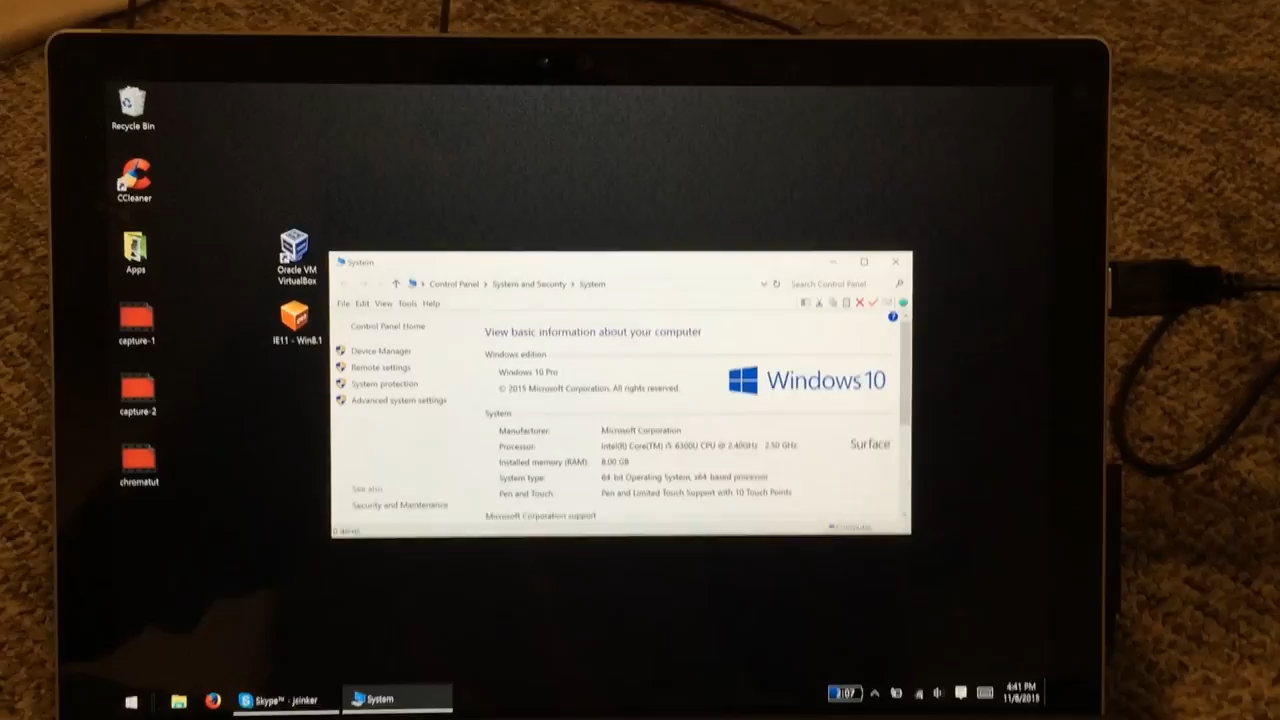 Recycle Bin
CCleaner
Apps
capture-1
capture-2
chromatut
Oracle VM
VirtualBox
IE11 - Win8.1
System
Control Panel > System and Security > System
Search Control Panel
File Edit View Tools Help
Control Panel Home
Device Manager
Remote settings
System protection
Advanced system settings
See also
Security and Maintenance
View basic information about your computer
Windows edition
Windows 10 Pro
© 2015 Microsoft Corporation. All rights reserved.
Windows 10
System
Manufacturer: Microsoft Corporation
Processor: Intel(R) Core(TM) i5-6300U CPU @ 2.40GHz 2.50 GHz
Installed memory (RAM): 8.00 GB
System type: 64-bit Operating System, x64-based processor
Pen and Touch: Pen and Limited Touch Support with 10 Touch Points
Surface
Microsoft Corporation support
0 items
Computer
Skype™ - jsinker
System
4:41 PM
11/8/2015